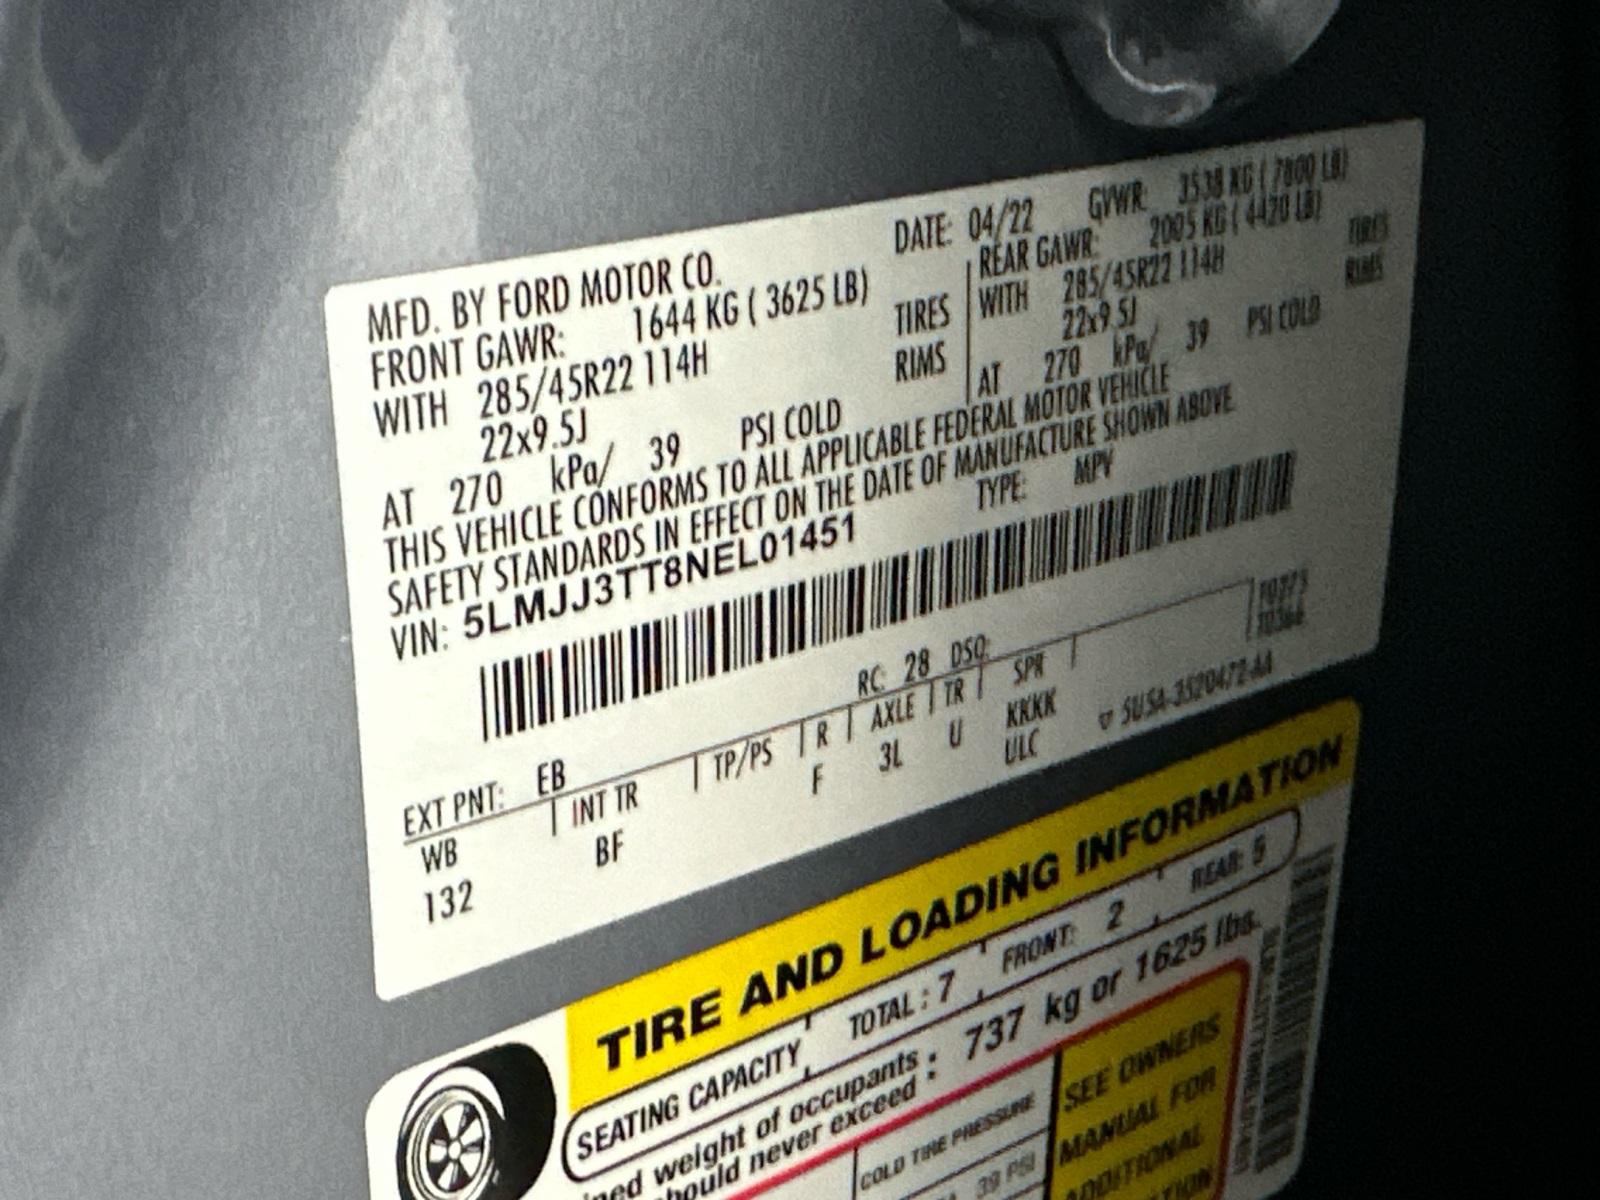 MFD. BY FORD MOTOR CO.
DATE: 04/22 GVWR: 3538 KG ( 7800 LB)
FRONT GAWR: 1644 KG ( 3625 LB)
REAR GAWR: 2005 KG ( 4420 LB)
WITH 285/45R22 114H TIRES
WITH 285/45R22 114H TIRES
22x9.5J RIMS
22x9.5J RIMS
AT 270 kPa/ 39 PSI COLD
AT 270 kPa/ 39 PSI COLD
THIS VEHICLE CONFORMS TO ALL APPLICABLE FEDERAL MOTOR VEHICLE
SAFETY STANDARDS IN EFFECT ON THE DATE OF MANUFACTURE SHOWN ABOVE.
VIN: 5LMJJ3TT8NEL01451
TYPE: MPV
EXT PNT: EB RC: 28 DSO:
WB INT TR TP/PS R AXLE TR SPR
132 BF F 3L U KKKK
ULC
TIRE AND LOADING INFORMATION
SEATING CAPACITY TOTAL : 7 FRONT: 2 REAR: 5
weight of occupants
never exceed : 737 kg or 1625 lbs.
COLD TIRE PRESSURE
39 PSI
SEE OWNERS
MANUAL FOR
ADDITIONAL